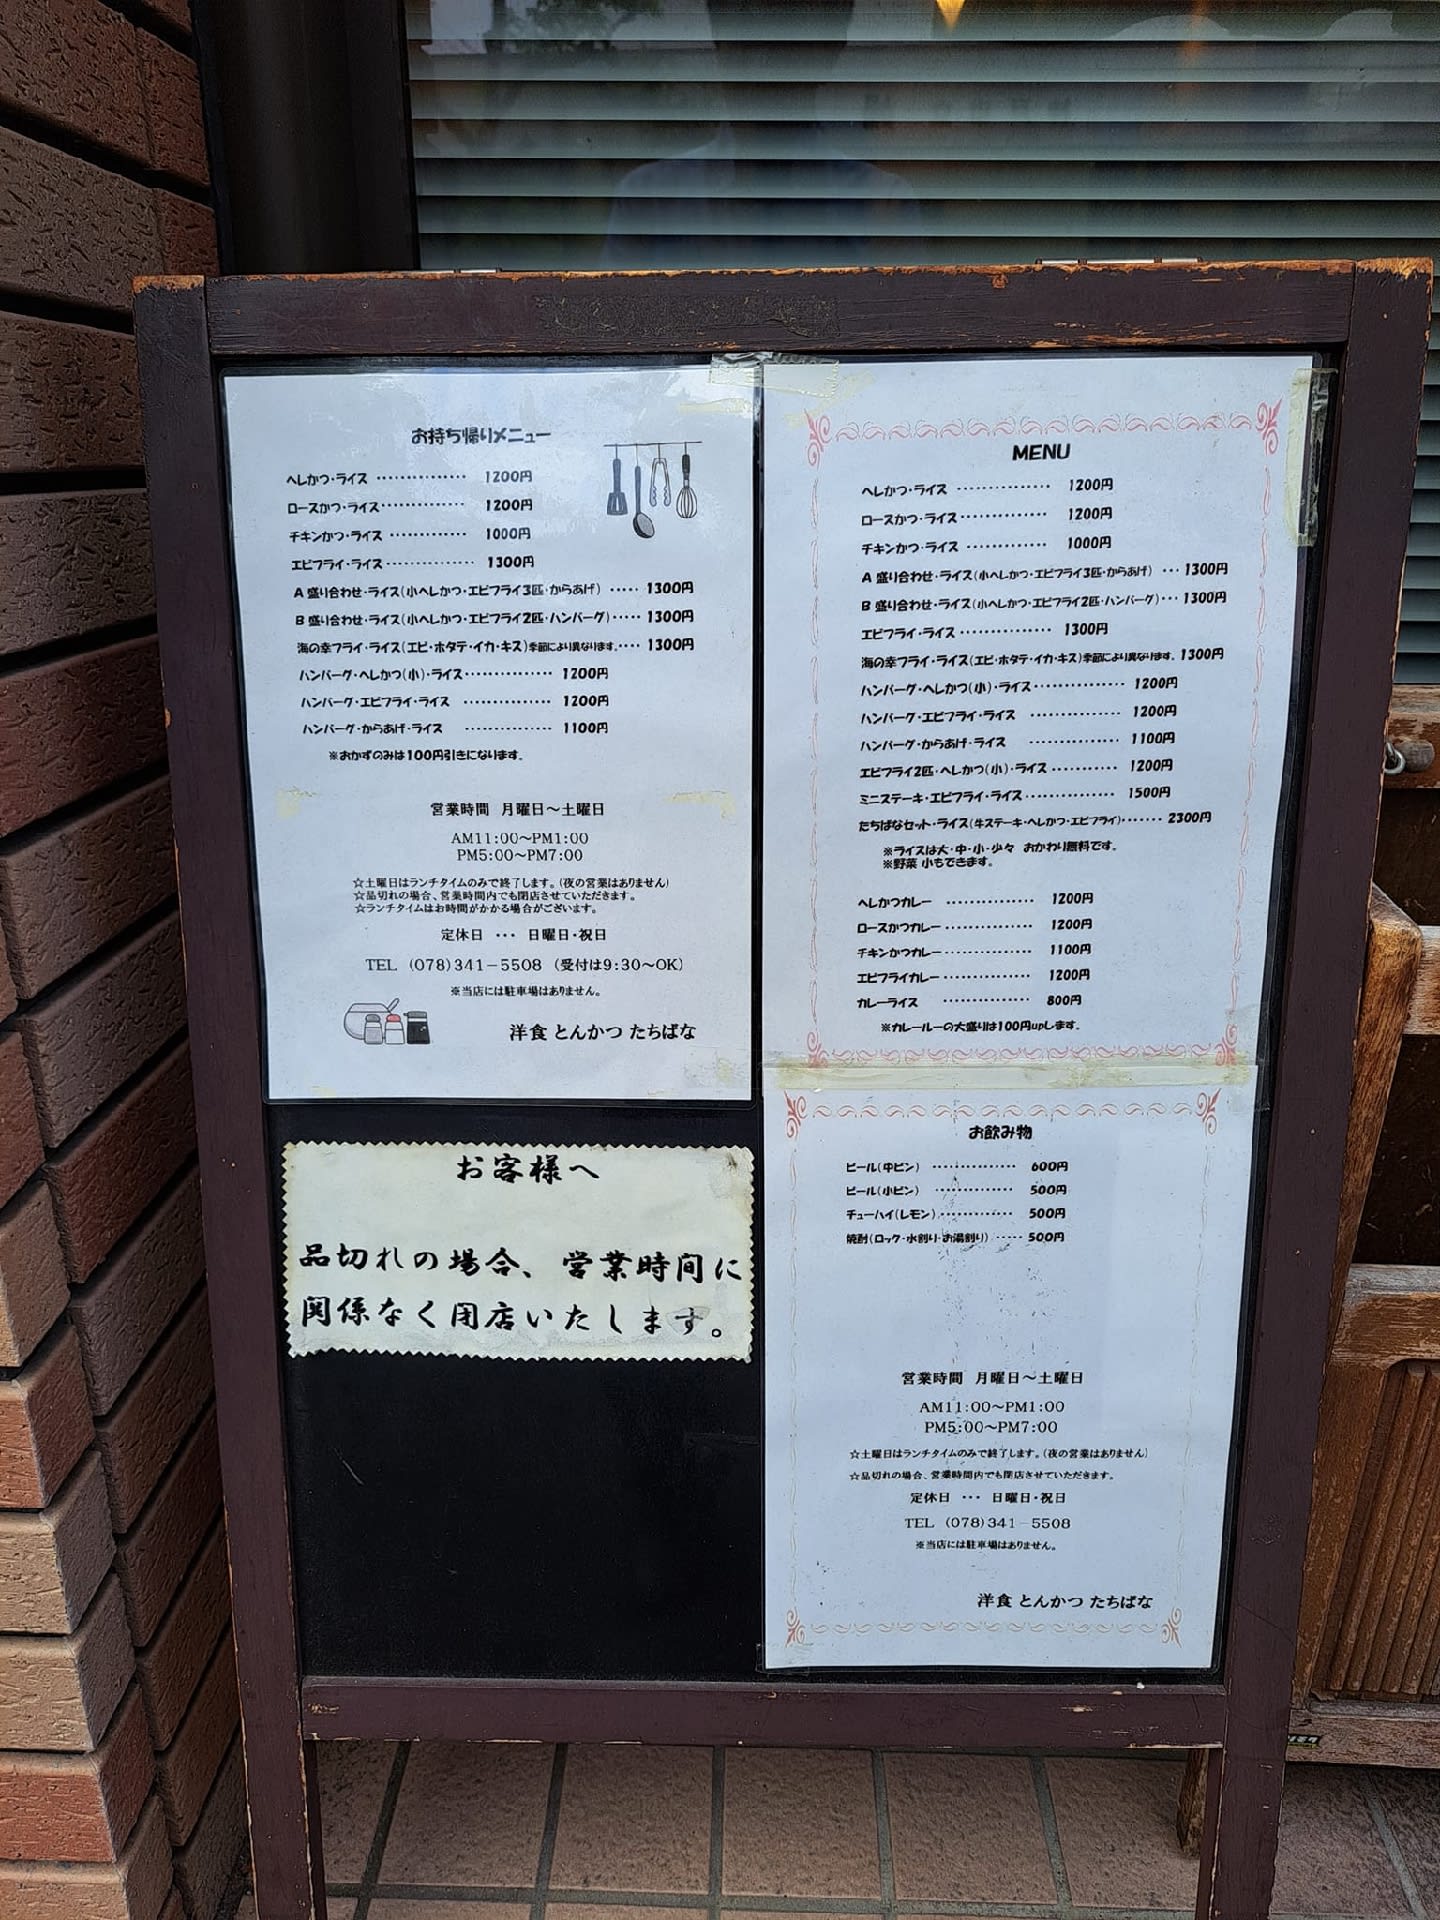 お持ち帰りメニュー
へしかつ・ライス ・・・・・・・・・・・・・・・ 1200円
ロースかつ・ライス・・・・・・・・・・・・・・ 1200円
チキンかつ・ライス ・・・・・・・・・・・・・ 1000円
エビフライ・ライス・・・・・・・・・・・・・・・ 1300円
A 盛り合わせ・ライス(小へしかつ・エビフライ3匹・からあげ) ・・・・・ 1300円
B 盛り合わせ・ライス(小へしかつ・エビフライ2匹・ハンバーグ)・・・・・ 1300円
海の幸フライ・ライス(エビ・ホタテ・イカ・キス)季節により異なります。・・・・ 1300円
ハンバーグ・へしかつ(小)・ライス・・・・・・・・・・・・・・・ 1200円
ハンバーグ・エビフライ・ライス ・・・・・・・・・・・・・・・ 1200円
ハンバーグ・からあげ・ライス ・・・・・・・・・・・・・・・ 1100円
※おかずのみは100円引きになります。
営業時間 月曜日～土曜日
AM11:00～PM1:00
PM5:00～PM7:00
☆土曜日はランチタイムのみで終了します。(夜の営業はありません)
☆品切れの場合、営業時間内でも閉店させていただきます。
☆ランチタイムはお時間がかかる場合がございます。
定休日 ・・・ 日曜日・祝日
TEL (078)341－5508 (受付は9:30～OK)
※当店には駐車場はありません。
洋食 とんかつ たちばな
お客様へ
品切れの場合、営業時間に
関係なく閉店いたします。
MENU
へしかつ・ライス ・・・・・・・・・・・・・・・ 1200円
ロースかつ・ライス・・・・・・・・・・・・・・ 1200円
チキンかつ・ライス ・・・・・・・・・・・・・ 1000円
A 盛り合わせ・ライス(小へしかつ・エビフライ3匹・からあげ) ・・・ 1300円
B 盛り合わせ・ライス(小へしかつ・エビフライ2匹・ハンバーグ)・・・ 1300円
エビフライ・ライス・・・・・・・・・・・・・・・ 1300円
海の幸フライ・ライス(エビ・ホタテ・イカ・キス)季節により異なります。1300円
ハンバーグ・へしかつ(小)・ライス・・・・・・・・・・・・・・・ 1200円
ハンバーグ・エビフライ・ライス ・・・・・・・・・・・・・・・ 1200円
ハンバーグ・からあげ・ライス ・・・・・・・・・・・・・・・ 1100円
エビフライ2匹・へしかつ(小)・ライス ・・・・・・・・・・・ 1200円
ミニステーキ・エビフライ・ライス・・・・・・・・・・・・・・・ 1500円
たちばなセット・ライス(牛ステーキ・へしかつ・エビフライ)・・・・・・・ 2300円
※ライスは大・中・小・少々 おかわり無料です。
※野菜 小もできます。
へしかつカレー ・・・・・・・・・・・・・・・ 1200円
ロースかつカレー・・・・・・・・・・・・・・・ 1200円
チキンかつカレー・・・・・・・・・・・・・・・ 1100円
エビフライカレー・・・・・・・・・・・・・・・ 1200円
カレーライス ・・・・・・・・・・・・・・・ 800円
※カレールーの大盛りは100円upします。
お飲み物
ビール(中ビン) ・・・・・・・・・・・・・・・ 600円
ビール(小ビン) ・・・・・・・・・・・・・・ 500円
チューハイ(レモン)・・・・・・・・・・・・・ 500円
焼酎(ロック・水割り・お湯割り) ・・・・・ 500円
営業時間 月曜日～土曜日
AM11:00～PM1:00
PM5:00～PM7:00
☆土曜日はランチタイムのみで終了します。(夜の営業はありません)
☆品切れの場合、営業時間内でも閉店させていただきます。
定休日 ・・・ 日曜日・祝日
TEL (078)341－5508
※当店には駐車場はありません。
洋食 とんかつ たちばな